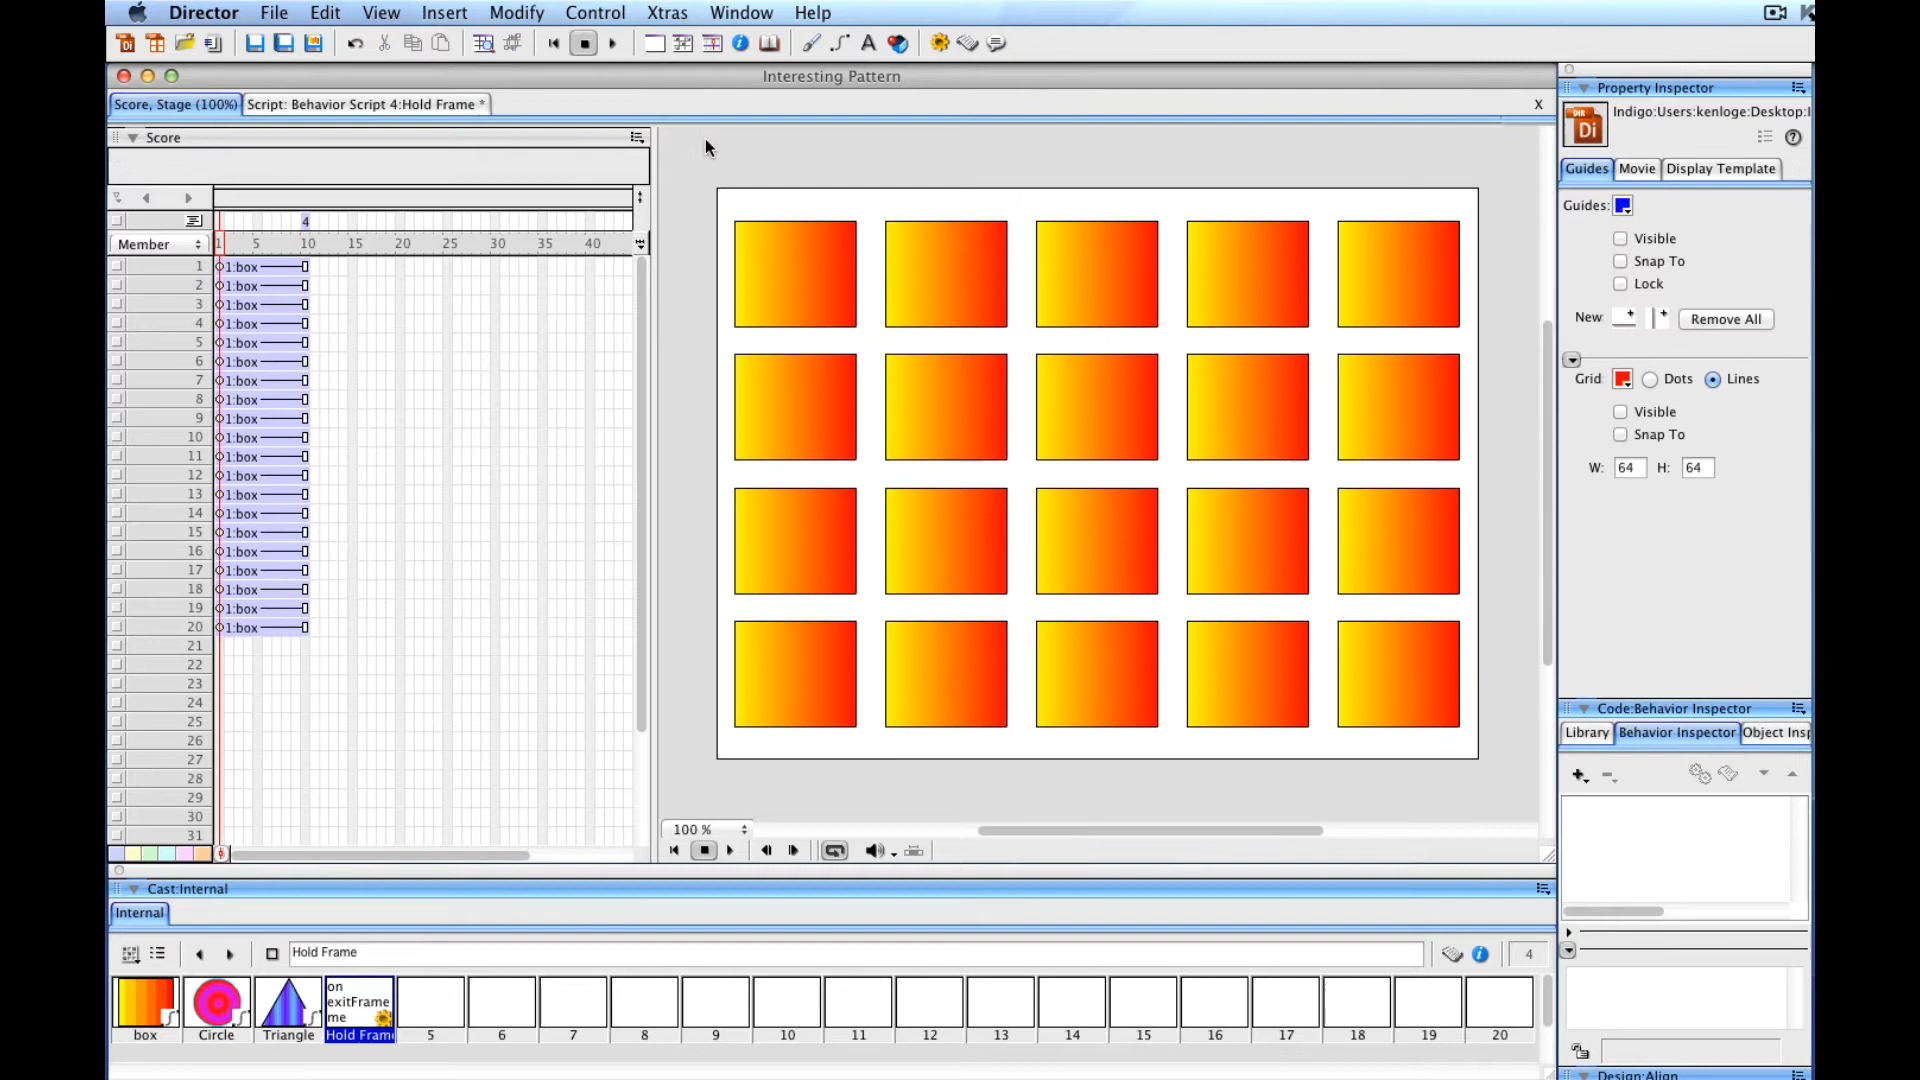 Director File Edit View Insert Modify Control Xtras Window Help
Interesting Pattern
Score, Stage (100%) Script: Behavior Script 4:Hold Frame * X
Score
4
Member 1 5 10 15 20 25 30 35 40
1 1:box
2 1:box
3 1:box
4 1:box
5 1:box
6 1:box
7 1:box
8 1:box
9 1:box
10 1:box
11 1:box
12 1:box
13 1:box
14 1:box
15 1:box
16 1:box
17 1:box
18 1:box
19 1:box
20 1:box
21
22
23
24
25
26
27
28
29
30
31
100 %
Property Inspector
DIR
Di
Indigo:Users:kenloge:Desktop:
Guides Movie Display Template
Guides:
Visible
Snap To
Lock
New Remove All
Grid: Dots Lines
Visible
Snap To
W: 64 H: 64
Code:Behavior Inspector
Library Behavior Inspector Object Insp
Cast:Internal
Internal
Hold Frame 4
on
exitFrame
me
box Circle Triangle Hold Fram 5 6 7 8 9 10 11 12 13 14 15 16 17 18 19 20
Design:Align